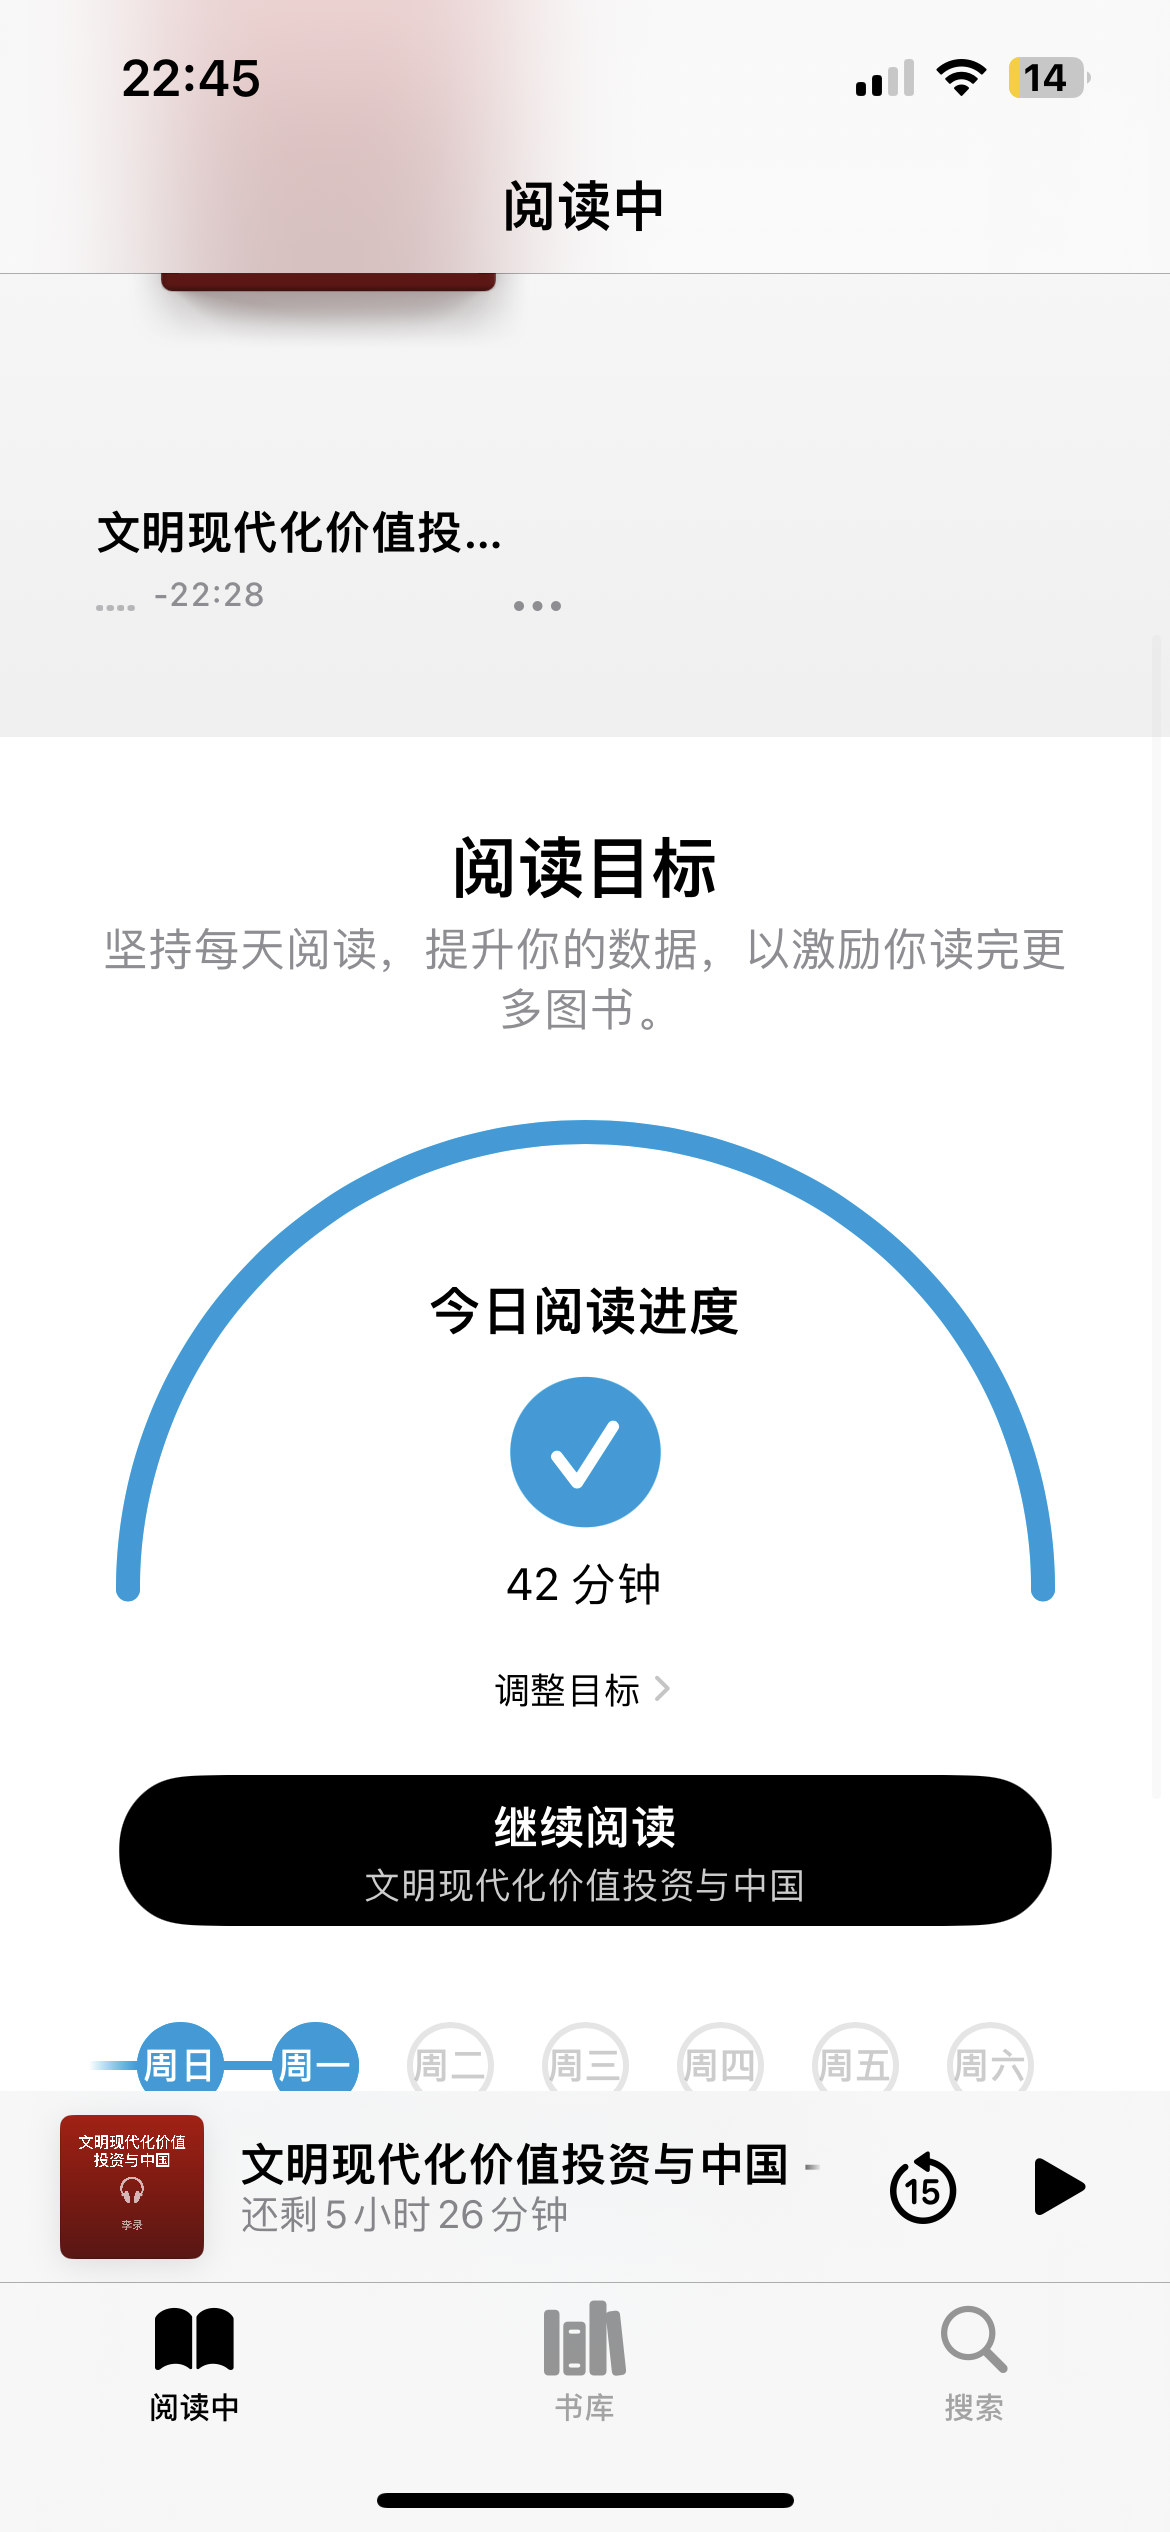 22:45
14
阅读中
文明现代化价值投...
-22:28
阅读目标
坚持每天阅读，提升你的数据，以激励你读完更
多图书。
今日阅读进度
42 分钟
调整目标
继续阅读
文明现代化价值投资与中国
周日 周一 周二 周三 周四 周五 周六
文明现代化价值
投资与中国
李录
文明现代化价值投资与中国 -
还剩 5 小时 26 分钟
15
阅读中 书库 搜索